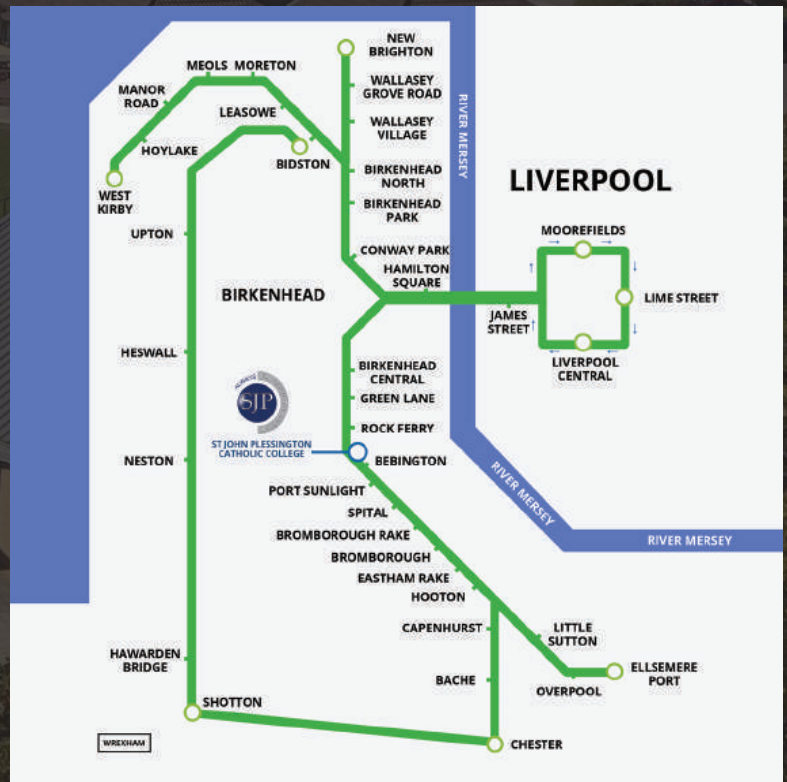 NEW
BRIGHTON
MEOLS MORETON
WALLASEY
GROVE ROAD
MANOR
ROAD
LEASOWE
WALLASEY
VILLAGE
RIVER MERSEY
HOYLAKE
BIDSTON
BIRKENHEAD
NORTH
LIVERPOOL
WEST
KIRBY
BIRKENHEAD
PARK
UPTON
MOOREFIELDS
CONWAY PARK
HAMILTON
SQUARE
BIRKENHEAD
LIME STREET
JAMES
STREET
HESWALL
LIVERPOOL
CENTRAL
BIRKENHEAD
CENTRAL
SJP
GREEN LANE
ROCK FERRY
ST JOHN PLESSINGTON
CATHOLIC COLLEGE
NESTON
BEBINGTON
PORT SUNLIGHT
RIVER MERSEY
SPITAL
BROMBOROUGH RAKE
RIVER MERSEY
BROMBOROUGH
EASTHAM RAKE
HOOTON
CAPENHURST
LITTLE
SUTTON
HAWARDEN
BRIDGE
BACHE
ELLSEMERE
PORT
OVERPOOL
SHOTTON
WREXHAM
CHESTER